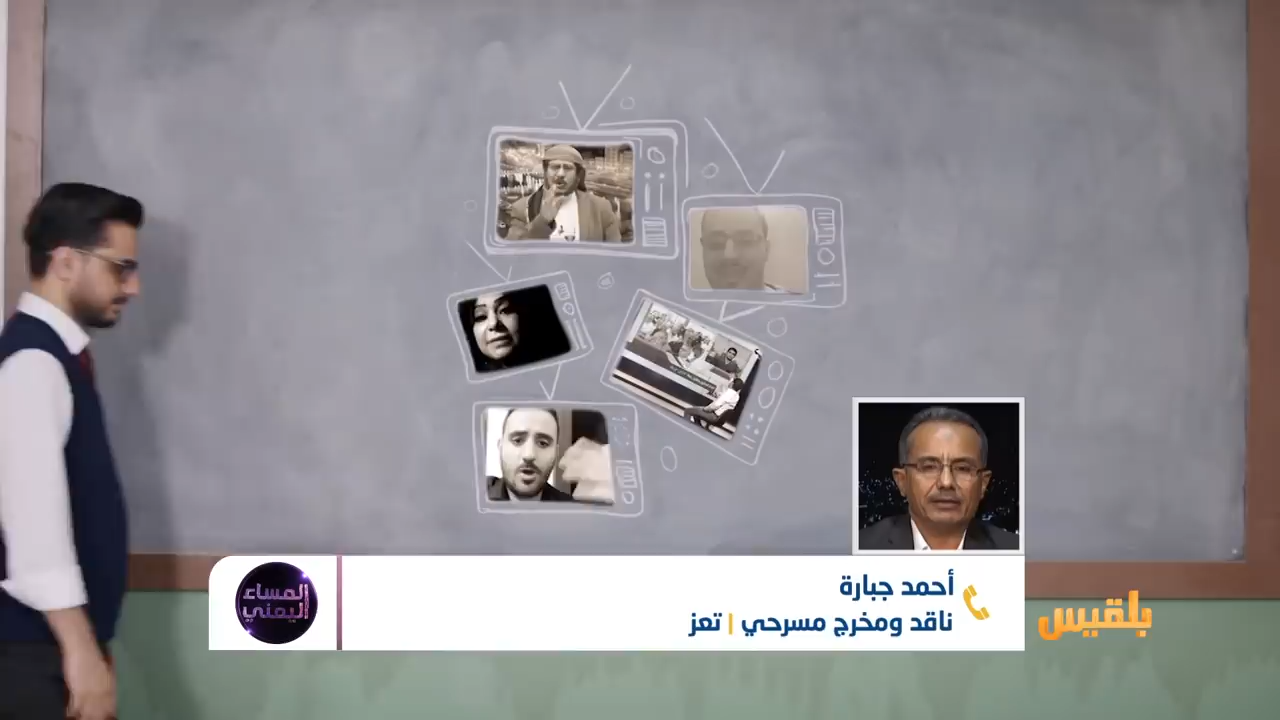 أحمد جبارة
ناقد ومخرج مسرحي | تعز
المساء
اليمني
بلقيس